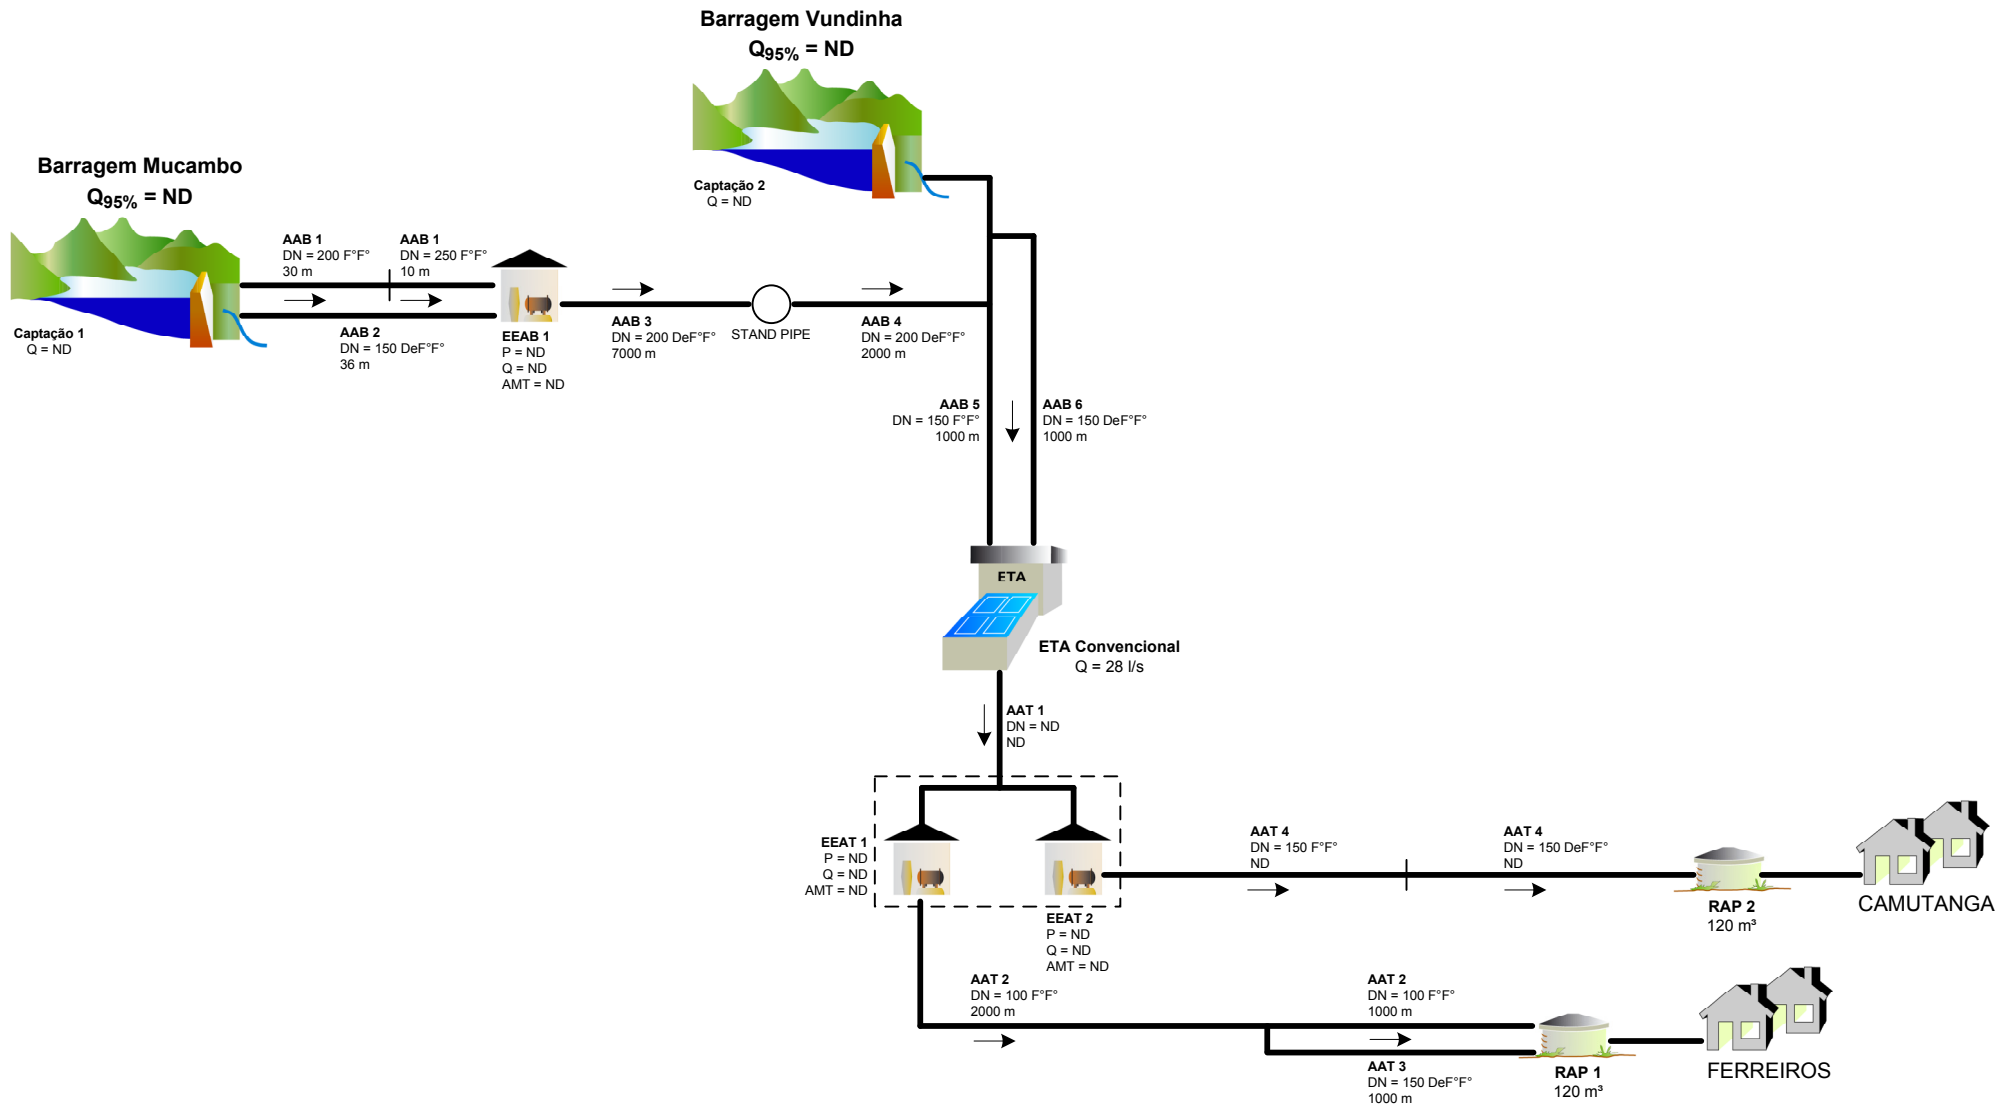 Barragem Vundinha
Q95% = ND
Captação 2
Q = ND
Barragem Mucambo
Q95% = ND
Captação 1
Q = ND
AAB 1
DN = 200 F°F°
30 m
AAB 1
DN = 250 F°F°
10 m
AAB 2
DN = 150 DeF°F°
36 m
EEAB 1
P = ND
Q = ND
AMT = ND
AAB 3
DN = 200 DeF°F°
7000 m
STAND PIPE
AAB 4
DN = 200 DeF°F°
2000 m
AAB 5
DN = 150 F°F°
1000 m
AAB 6
DN = 150 DeF°F°
1000 m
ETA
ETA Convencional
Q = 28 l/s
AAT 1
DN = ND
ND
EEAT 1
P = ND
Q = ND
AMT = ND
EEAT 2
P = ND
Q = ND
AMT = ND
AAT 4
DN = 150 F°F°
ND
AAT 4
DN = 150 DeF°F°
ND
RAP 2
120 m³
CAMUTANGA
AAT 2
DN = 100 F°F°
2000 m
AAT 2
DN = 100 F°F°
1000 m
AAT 3
DN = 150 DeF°F°
1000 m
RAP 1
120 m³
FERREIROS